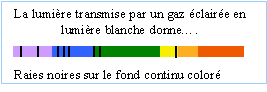 La lumière transmise par un gaz éclairée en
lumière blanche donne….
Raies noires sur le fond continu coloré